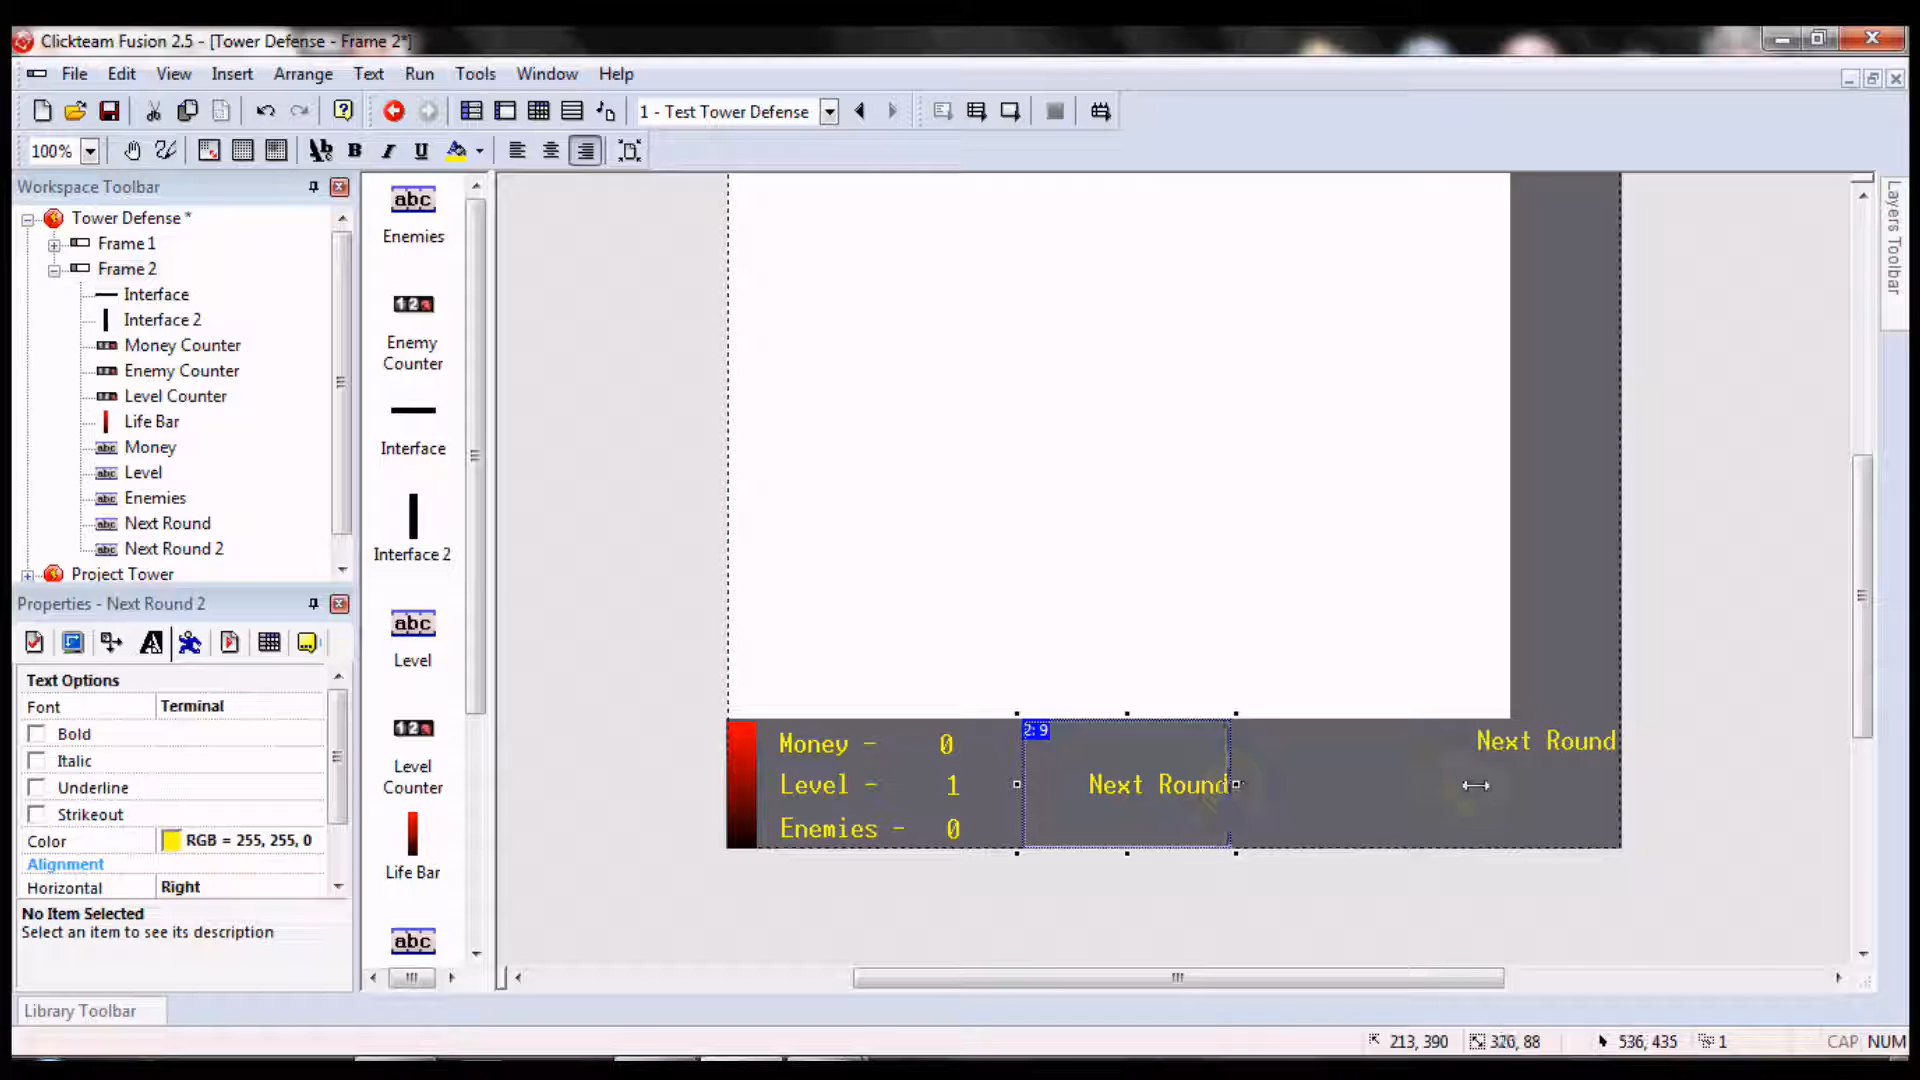 Clickteam Fusion 2.5 - [Tower Defense - Frame 2*]
File Edit View Insert Arrange Text Run Tools Window Help
1 - Test Tower Defense
100%
Workspace Toolbar
Tower Defense *
Frame 1
Frame 2
Interface
Interface 2
Money Counter
Enemy Counter
Level Counter
Life Bar
Money
Level
Enemies
Next Round
Next Round 2
Project Tower
Properties - Next Round 2
Text Options
Font Terminal
Bold
Italic
Underline
Strikeout
Color RGB = 255, 255, 0
Alignment
Horizontal Right
No Item Selected
Select an item to see its description
Library Toolbar
abc
Enemies
Enemy
Counter
Interface
Interface 2
abc
Level
Level
Counter
Life Bar
abc
Layers Toolbar
2: 9
Money - 0
Level - 1
Enemies - 0
Next Round
Next Round
213, 390
536, 435
1
CAP NUM